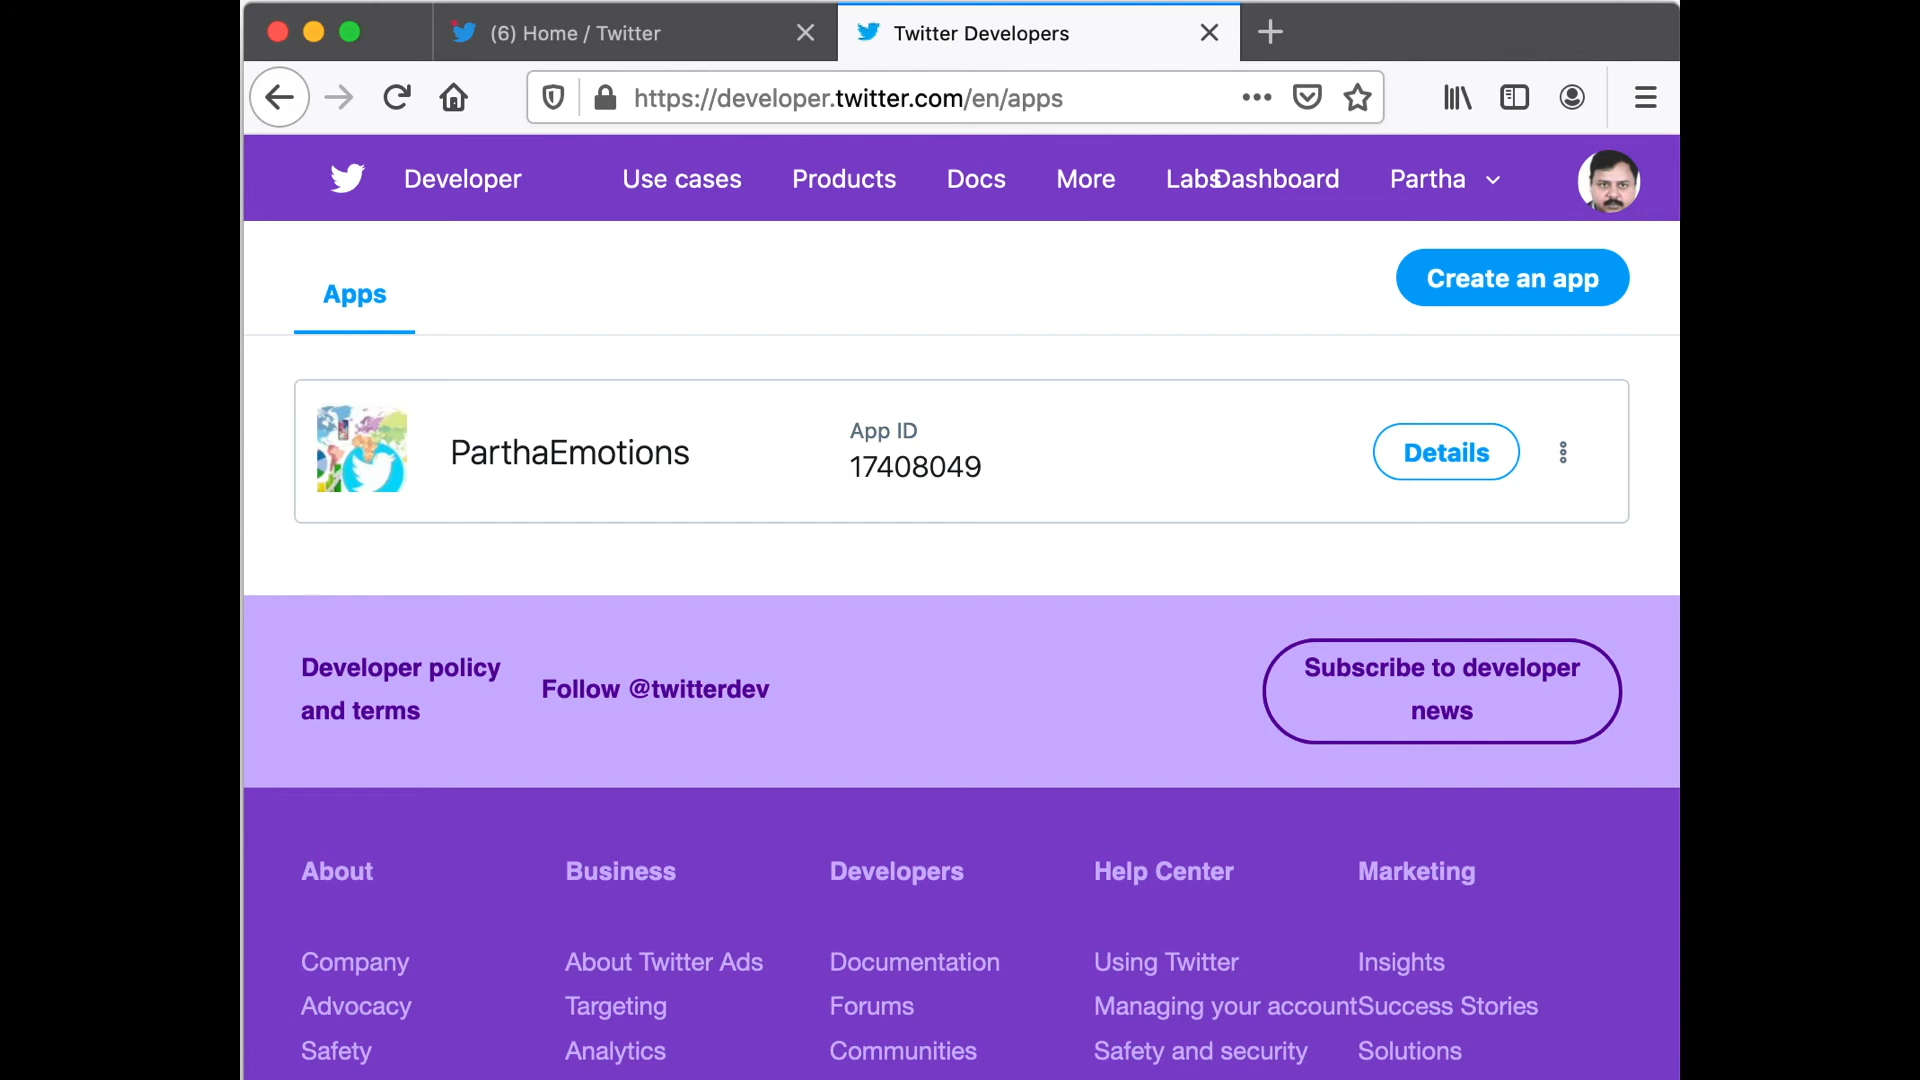 (6) Home / Twitter
Twitter Developers
https://developer.twitter.com/en/apps
Developer
Use cases
Products
Docs
More
Labs
Dashboard
Partha
Apps
Create an app
ParthaEmotions
App ID
17408049
Details
Developer policy
and terms
Follow @twitterdev
Subscribe to developer
news
About
Business
Developers
Help Center
Marketing
Company
About Twitter Ads
Documentation
Using Twitter
Insights
Advocacy
Targeting
Forums
Managing your account
Success Stories
Safety
Analytics
Communities
Safety and security
Solutions